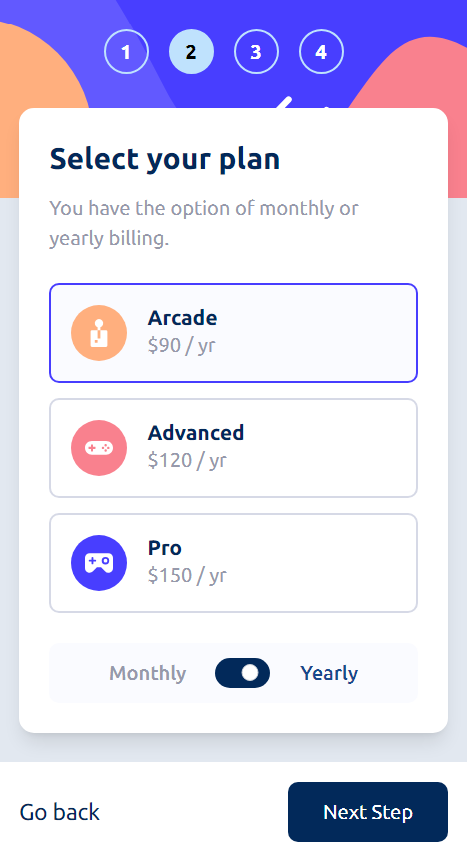 1 2 3 4
Select your plan
You have the option of monthly or
yearly billing.
Arcade
$90 / yr
Advanced
$120 / yr
Pro
$150 / yr
Monthly Yearly
Go back Next Step